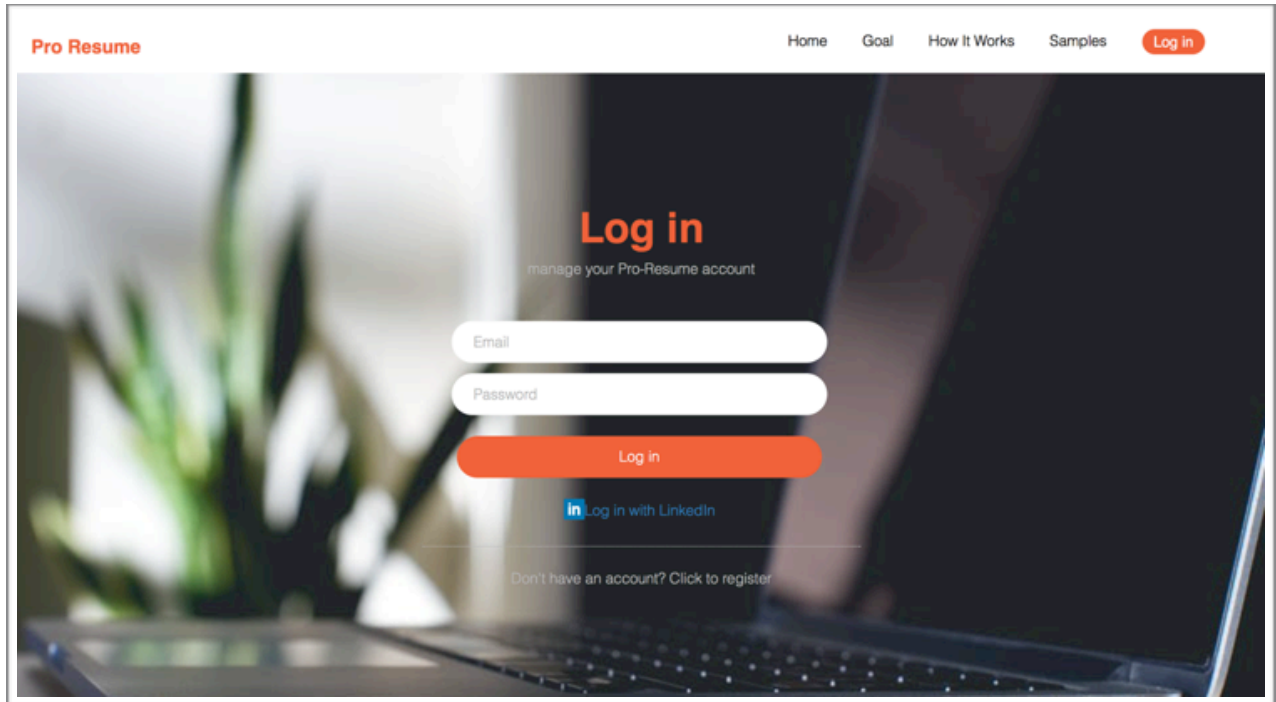 Pro Resume
Home Goal How It Works Samples Log in
Log in
manage your Pro-Resume account
Email
Password
Log in
in Log in with LinkedIn
Don't have an account? Click to register